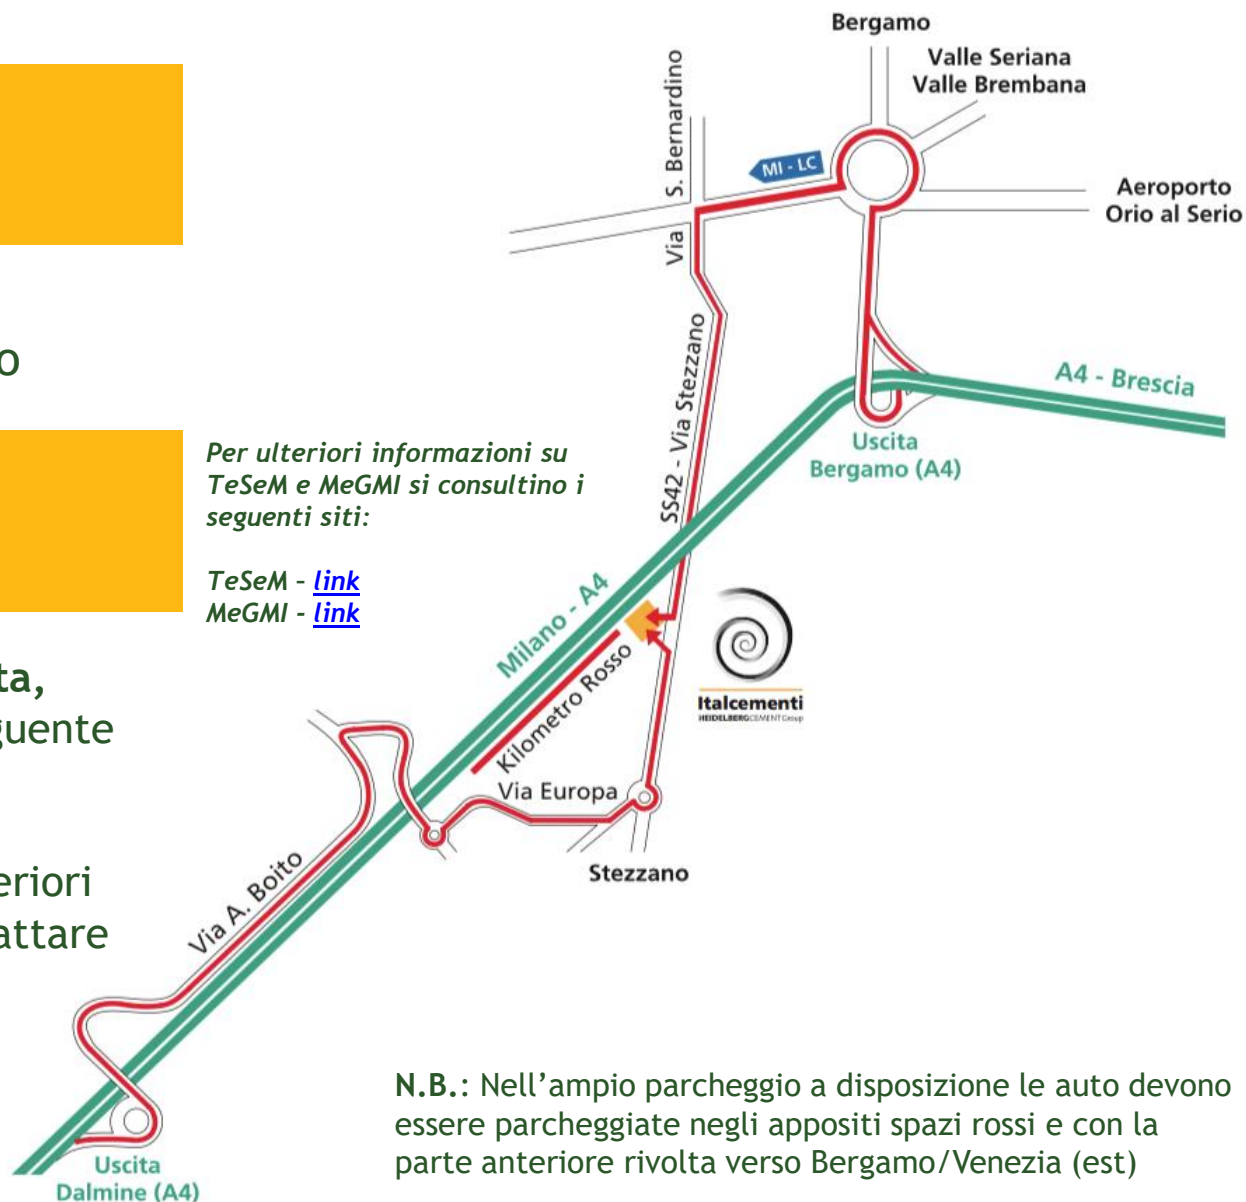 Bergamo
Valle Seriana
Valle Brembana
Via S. Bernardino
MI - LC
Aeroporto
Orio al Serio
o
A4 - Brescia
SS42 - Via Stezzano
Uscita
Bergamo (A4)
Per ulteriori informazioni su
TeSeM e MeGMI si consultino i
seguenti siti:
TeSeM – link
MeGMI - link
Milano - A4
Kilometro Rosso
Italcementi
HEIDELBERGCEMENT Group
ta,
guente
Via Europa
Stezzano
eriori
attare
Via A. Boito
N.B.: Nell’ampio parcheggio a disposizione le auto devono
essere parcheggiate negli appositi spazi rossi e con la
parte anteriore rivolta verso Bergamo/Venezia (est)
Uscita
Dalmine (A4)